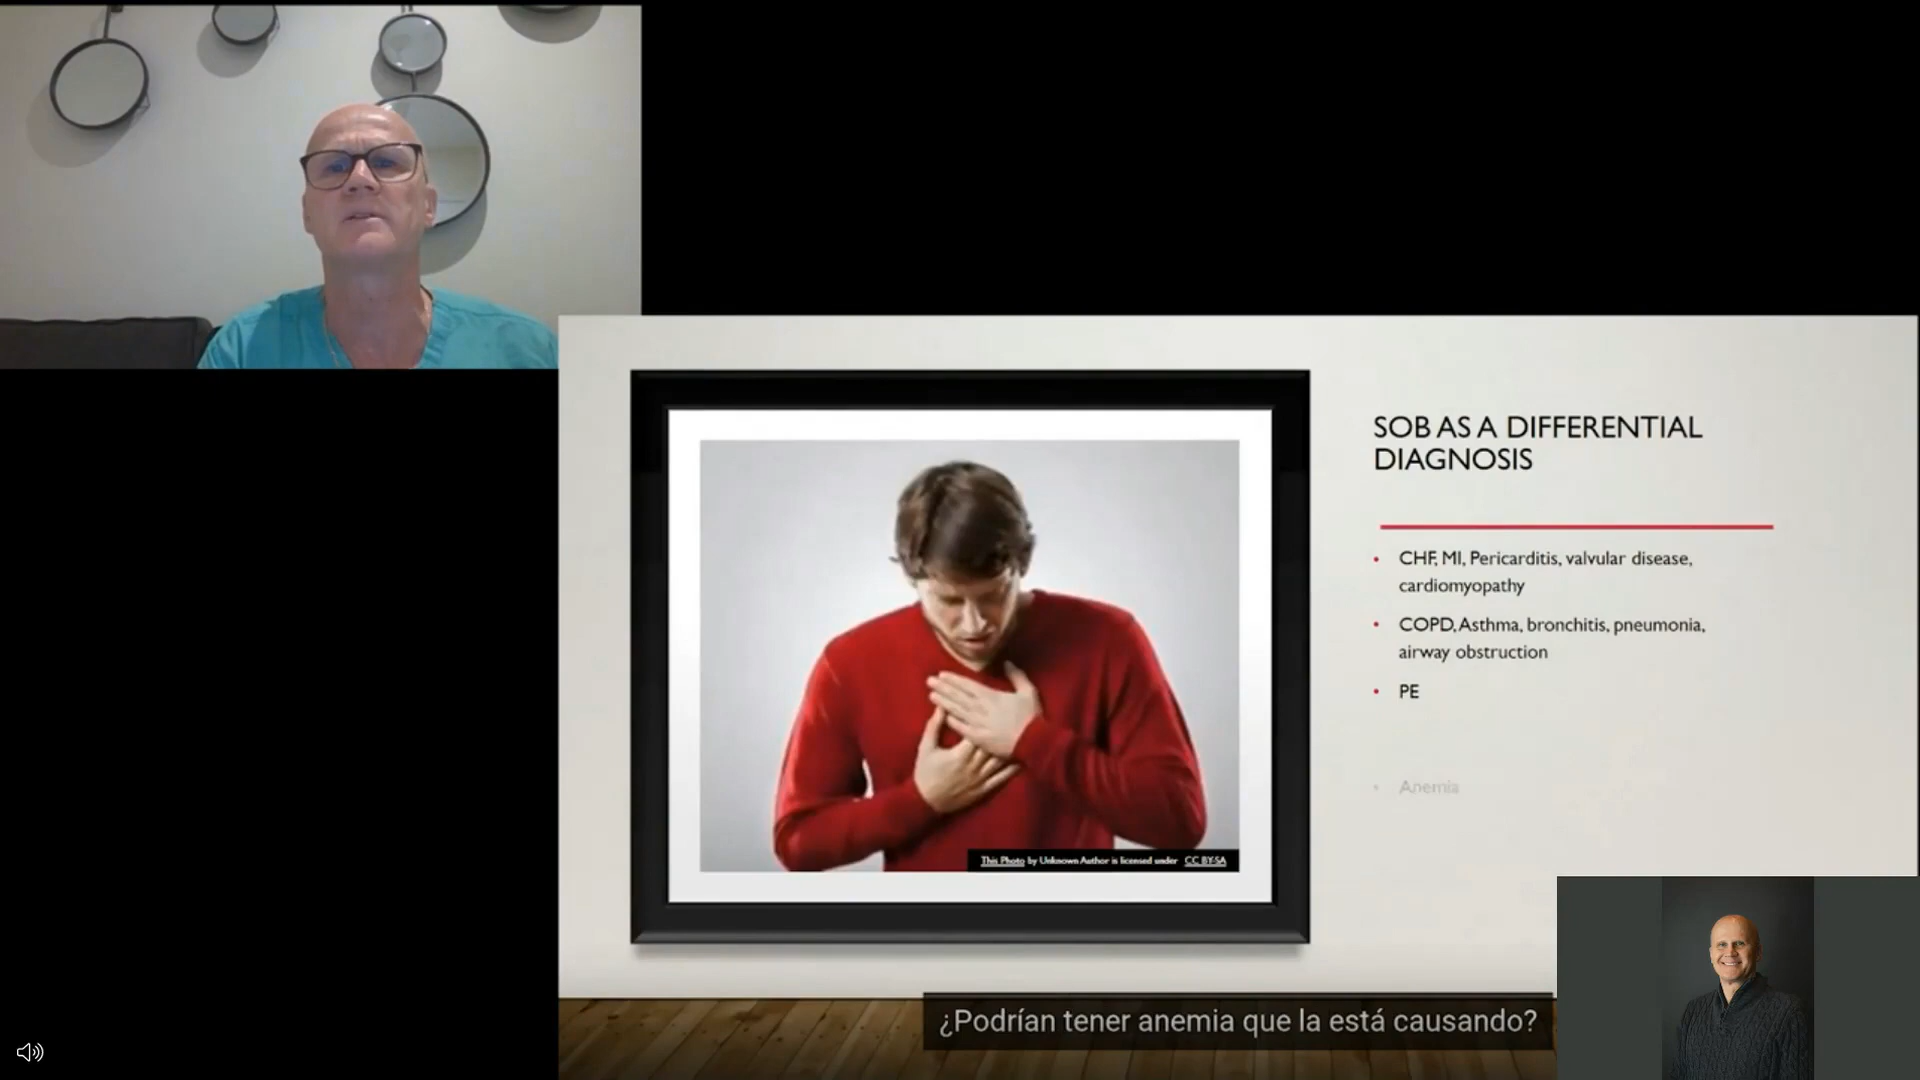 SOB AS A DIFFERENTIAL
DIAGNOSIS
• CHF, MI, Pericarditis, valvular disease,
cardiomyopathy
• COPD, Asthma, bronchitis, pneumonia,
airway obstruction
• PE
• Anemia
This Photo by Unknown Author is licensed under CC BY-SA
¿Podrían tener anemia que la está causando?